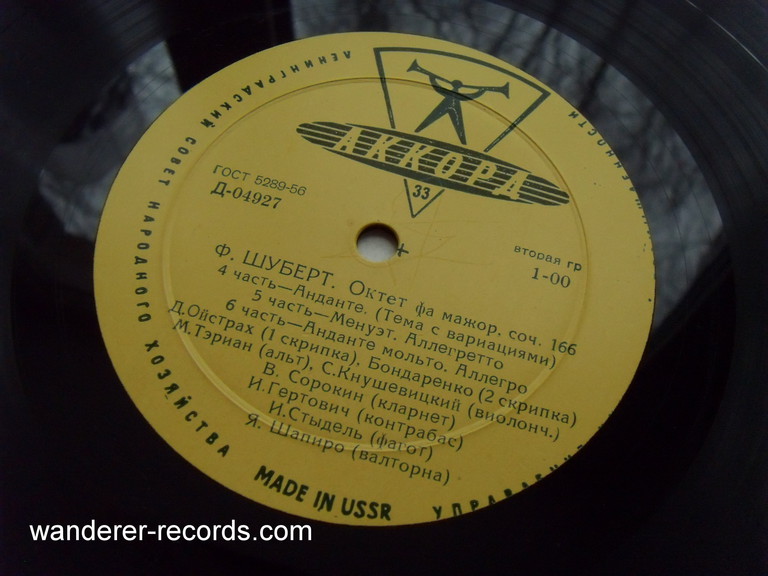 ЛЕНИНГРАДСКИЙ СОВЕТ НАРОДНОГО ХОЗЯЙСТВА
АККОРД
33
ГОСТ 5289-56
Д-04927
вторая гр
1-00
Ф. ШУБЕРТ. Октет фа мажор, соч. 166
4 часть—Анданте. (Тема с вариациями)
5 часть—Менуэт. Аллегретто
6 часть—Анданте мольто. Аллегро
Д.Ойстрах (1 скрипка), Бондаренко (2 скрипка)
М.Тэриан (альт), С.Кнушевицкий (виолонч.)
В. Сорокин (кларнет)
И.Гертович (контрабас)
И.Стыдель (фагот)
Я. Шапиро (валторна)
MADE IN USSR
wanderer-records.com